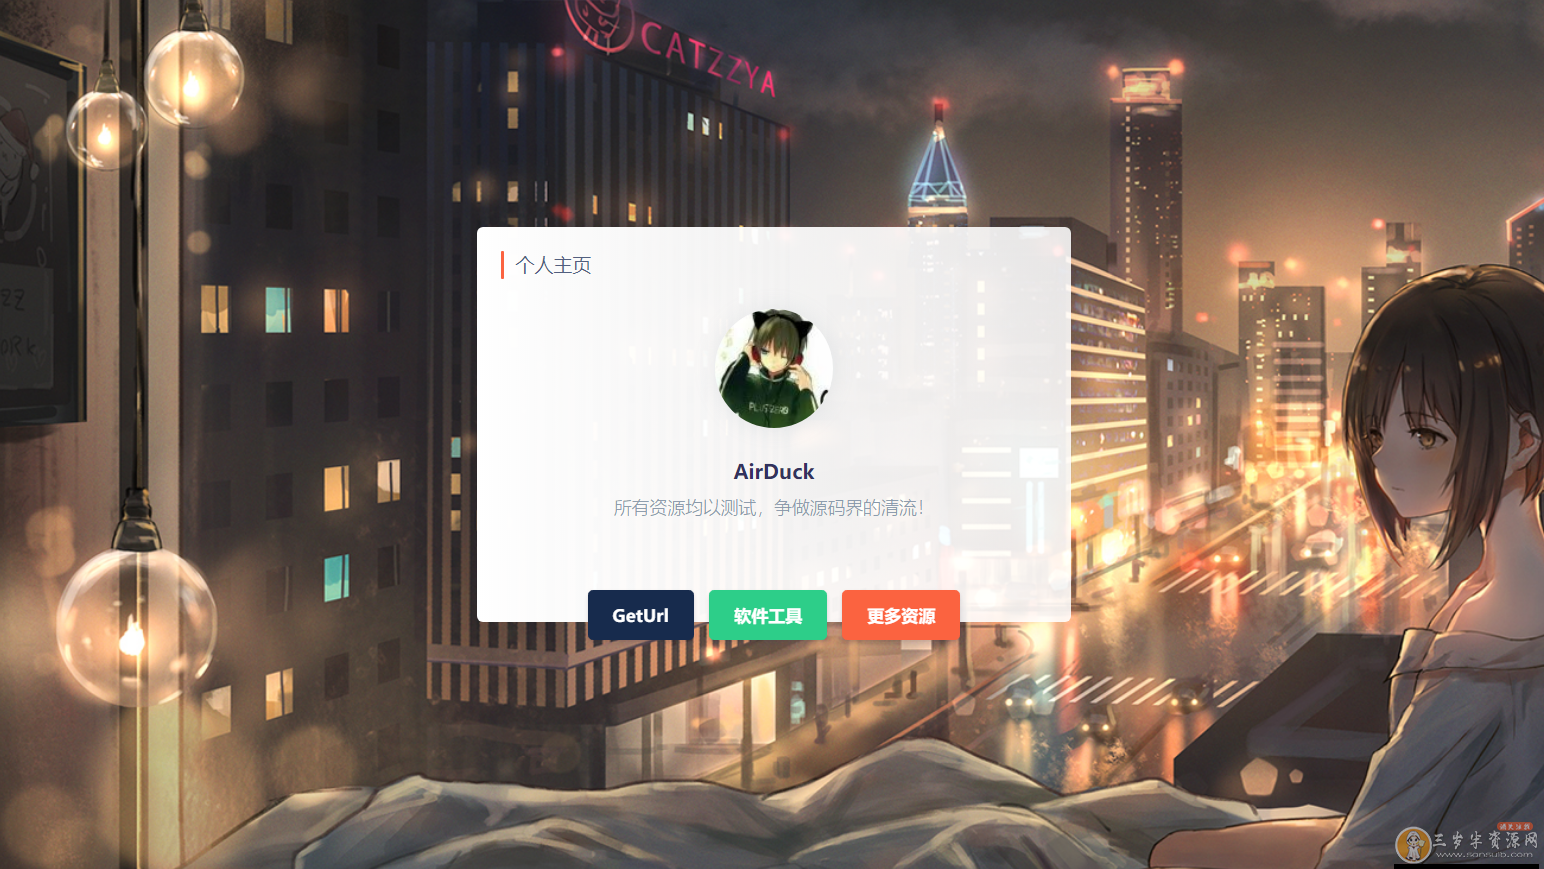 CATZZYA
个人主页
PLUSZERO
AirDuck
所有资源均以测试，争做源码界的清流！
GetUrl
软件工具
更多资源
三岁半资源网
www.sansui5.com